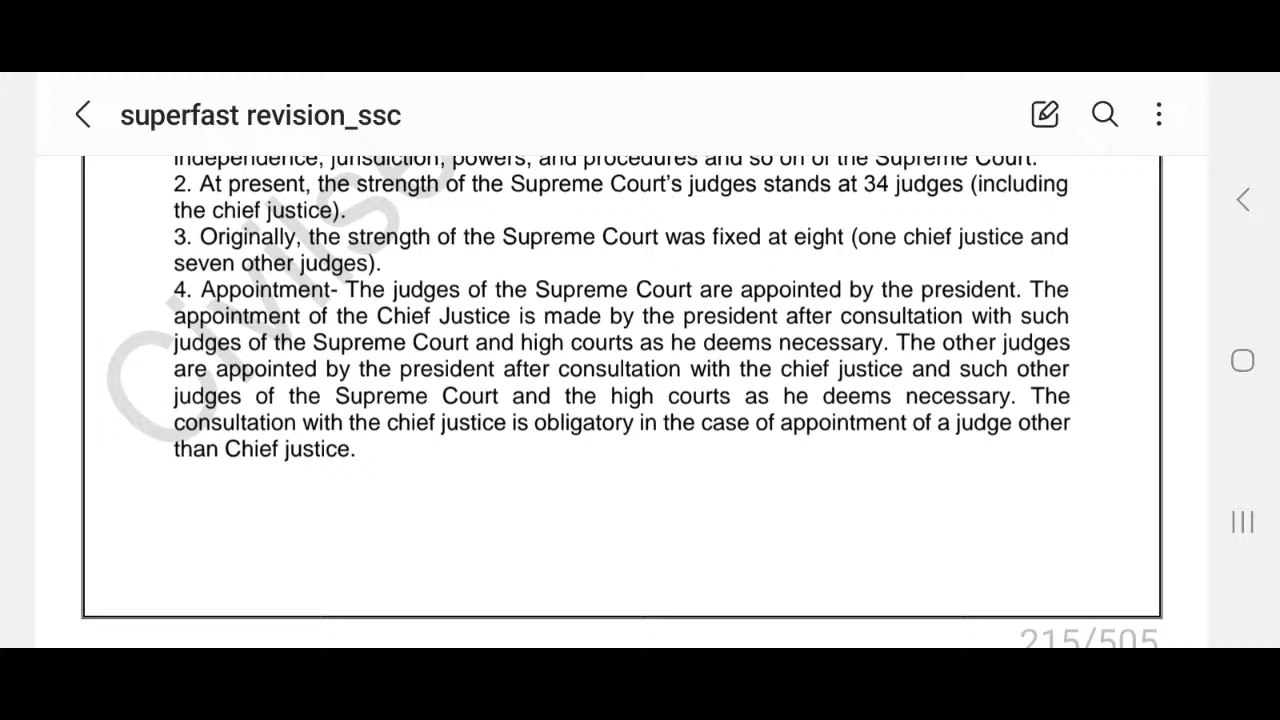 superfast revision_ssc
independence, jurisdiction, powers, and procedures and so on of the Supreme Court.
2. At present, the strength of the Supreme Court's judges stands at 34 judges (including
the chief justice).
3. Originally, the strength of the Supreme Court was fixed at eight (one chief justice and
seven other judges).
4. Appointment- The judges of the Supreme Court are appointed by the president. The
appointment of the Chief Justice is made by the president after consultation with such
judges of the Supreme Court and high courts as he deems necessary. The other judges
are appointed by the president after consultation with the chief justice and such other
judges of the Supreme Court and the high courts as he deems necessary. The
consultation with the chief justice is obligatory in the case of appointment of a judge other
than Chief justice.
215/505